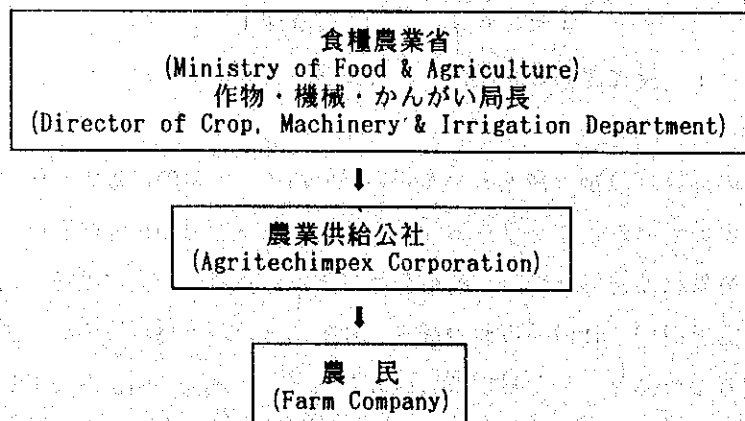 食糧農業省
(Ministry of Food & Agriculture)
作物・機械・かんがい局長
(Director of Crop, Machinery & Irrigation Department)
農業供給公社
(Agritechimpex Corporation)
農 民
(Farm Company)